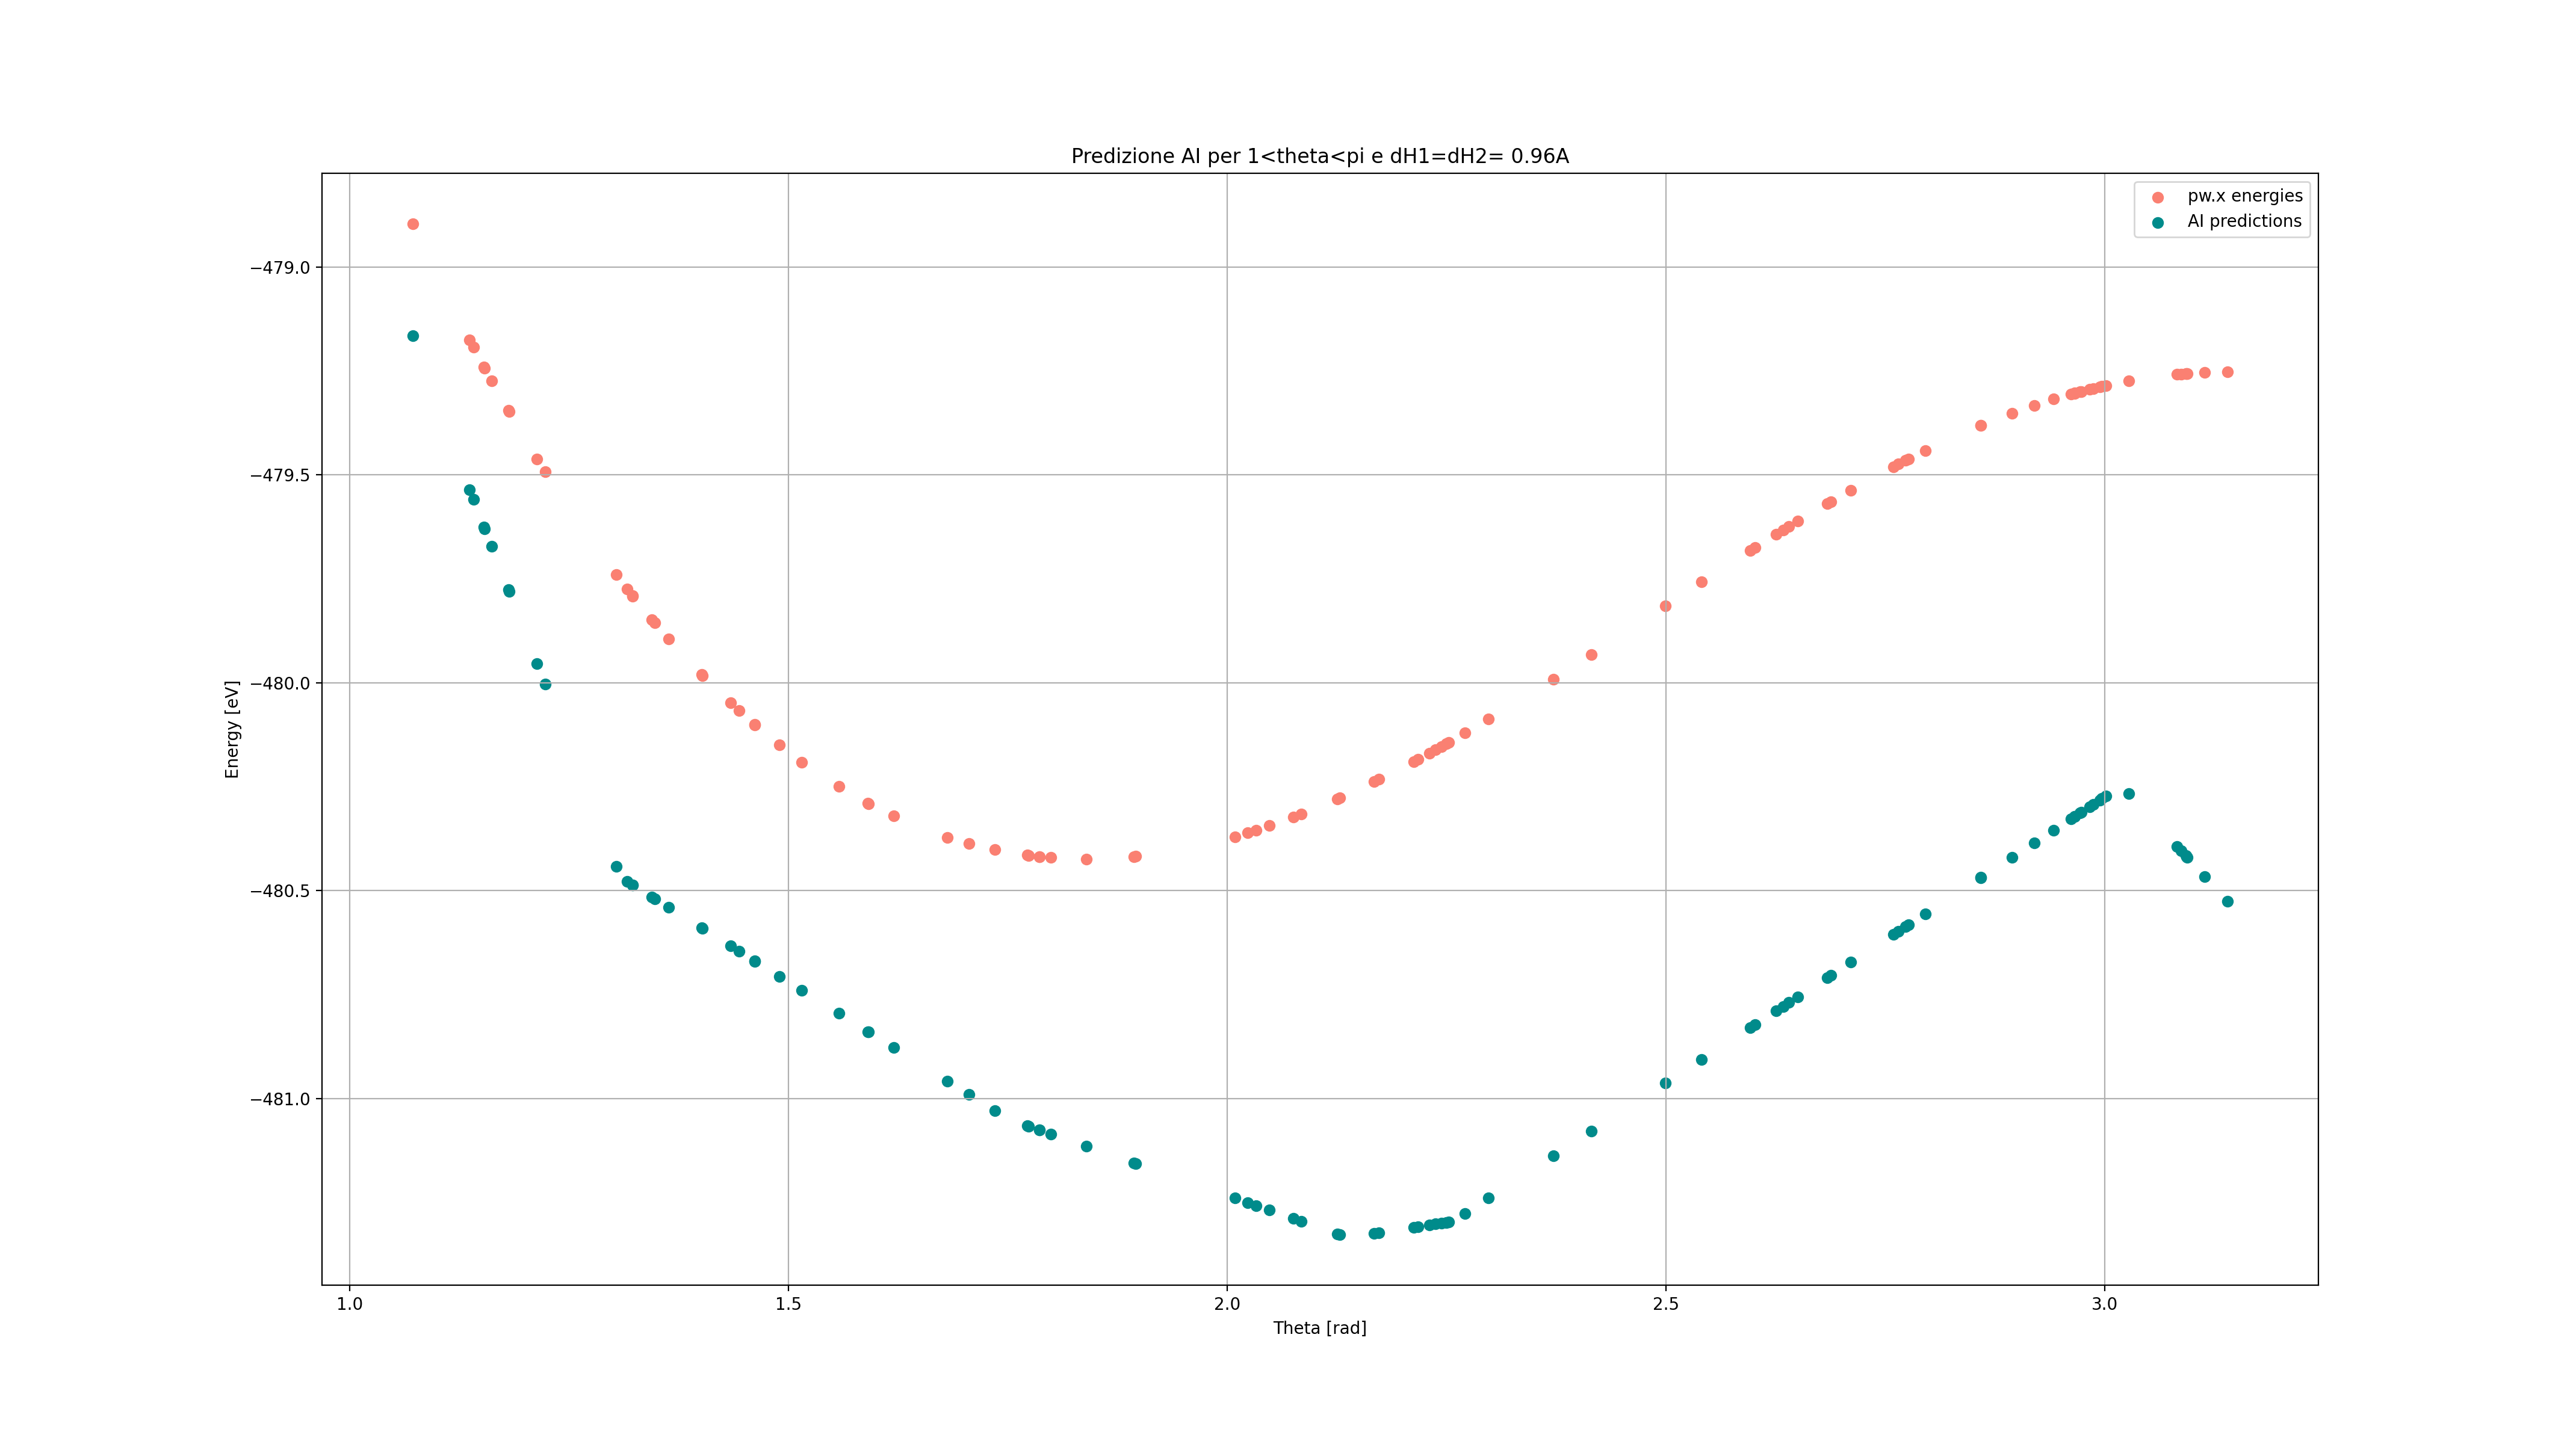 Predizione AI per 1<theta<pi e dH1=dH2= 0.96A
pw.x energies
AI predictions
Energy [eV]
−479.0
−479.5
−480.0
−480.5
−481.0
1.0 1.5 2.0 2.5 3.0
Theta [rad]